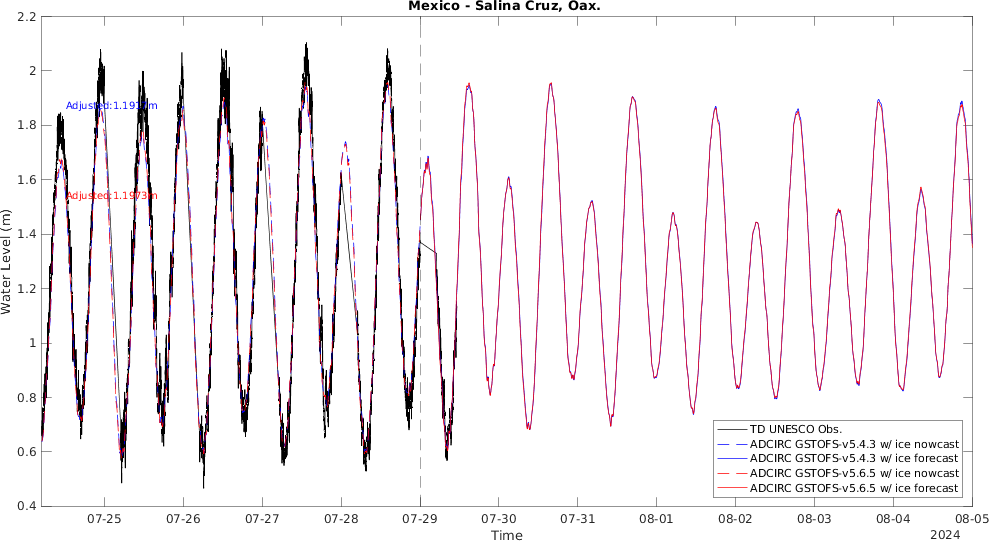 Mexico - Salina Cruz, Oax.
2.2
2
1.8
1.6
1.4
1.2
1
0.8
0.6
0.4
Water Level (m)
Adjusted:1.1917m
Adjusted:1.1973m
TD UNESCO Obs.
ADCIRC GSTOFS-v5.4.3 w/ ice nowcast
ADCIRC GSTOFS-v5.4.3 w/ ice forecast
ADCIRC GSTOFS-v5.6.5 w/ ice nowcast
ADCIRC GSTOFS-v5.6.5 w/ ice forecast
07-25 07-26 07-27 07-28 07-29 07-30 07-31 08-01 08-02 08-03 08-04 08-05
Time
2024